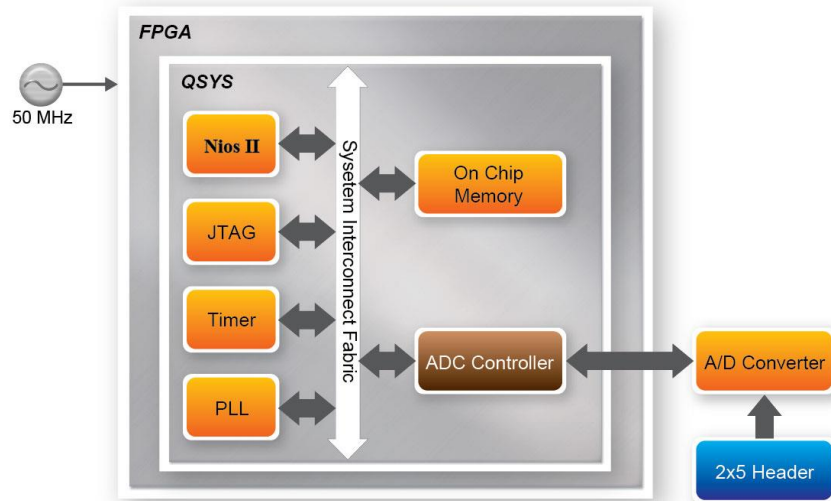 FPGA
QSYS
50 MHz
Nios II
JTAG
Timer
PLL
Sysetem Interconnect Fabric
On Chip
Memory
ADC Controller
A/D Converter
2x5 Header